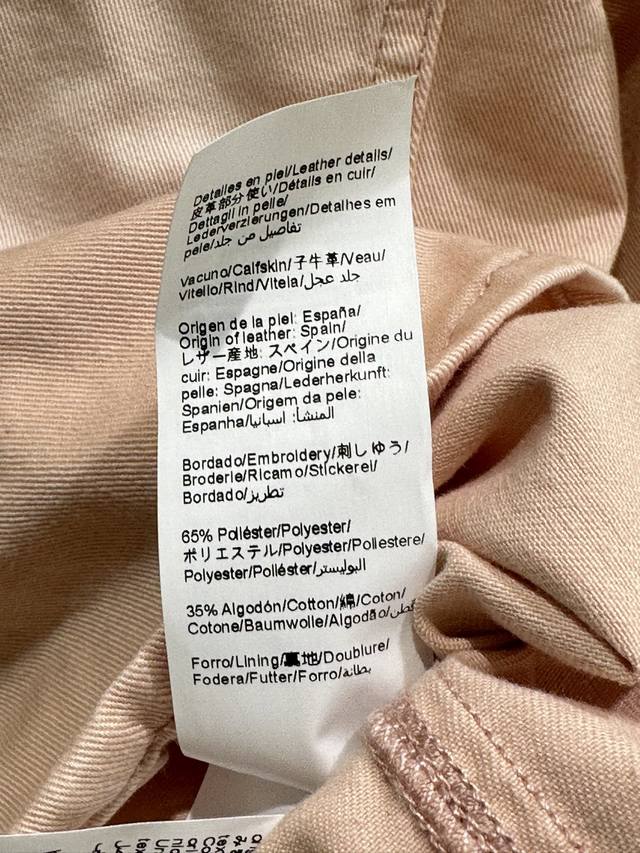 Detalles en piel/Leather details/
皮革部分使い/Détails en cuir/
Dettagli in pelle/
Lederverzierungen/Detalhes em
pele/تفاصيل من جلد
Vacuno/Calfskin/子牛革/Veau/
Vitello/Rind/Vitela/جلد عجل
Origen de la piel: España/
Origin of leather: Spain/
レザー産地: スペイン/Origine du
cuir: Espagne/Origine della
pelle: Spagna/Lederherkunft:
Spanien/Origem da pele:
Espanha/المنشأ: اسبانيا
Bordado/Embroidery/刺しゅう/
Broderie/Ricamo/Stickerei/
Bordado/تطريز
65% Poliéster/Polyester/
ポリエステル/Polyester/Poliestere/
Polyester/Poliéster/البوليستر
35% Algodón/Cotton/綿/Coton/
Cotone/Baumwolle/Algodão/قطن
Forro/Lining/裏地/Doublure/
Fodera/Futter/Forro/بطانة